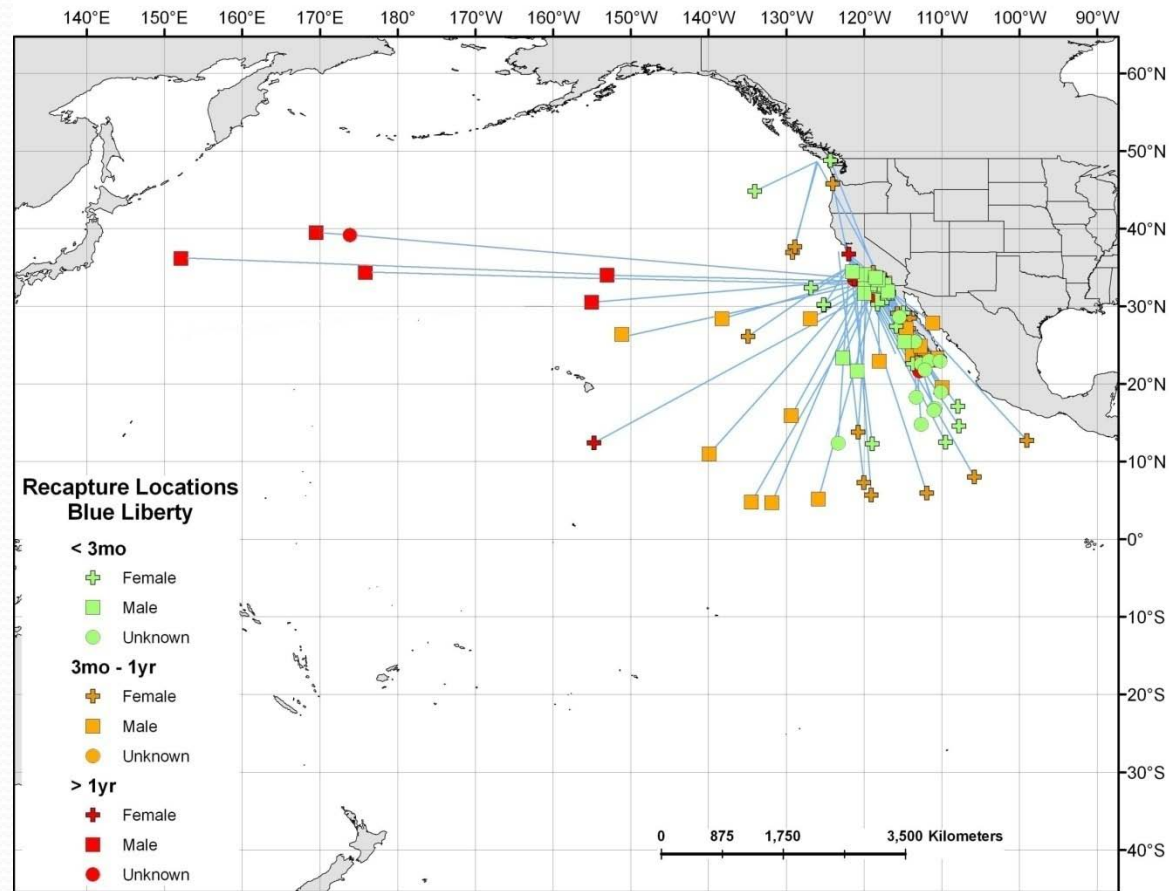 140°E 150°E 160°E 170°E 180° 170°W 160°W 150°W 140°W 130°W 120°W 110°W 100°W 90°W
60°N
50°N
40°N
30°N
20°N
10°N
0°
10°S
20°S
30°S
40°S
Recapture Locations
Blue Liberty
< 3mo
Female
Male
Unknown
3mo - 1yr
Female
Male
Unknown
> 1yr
Female
Male
Unknown
0 875 1,750 3,500 Kilometers